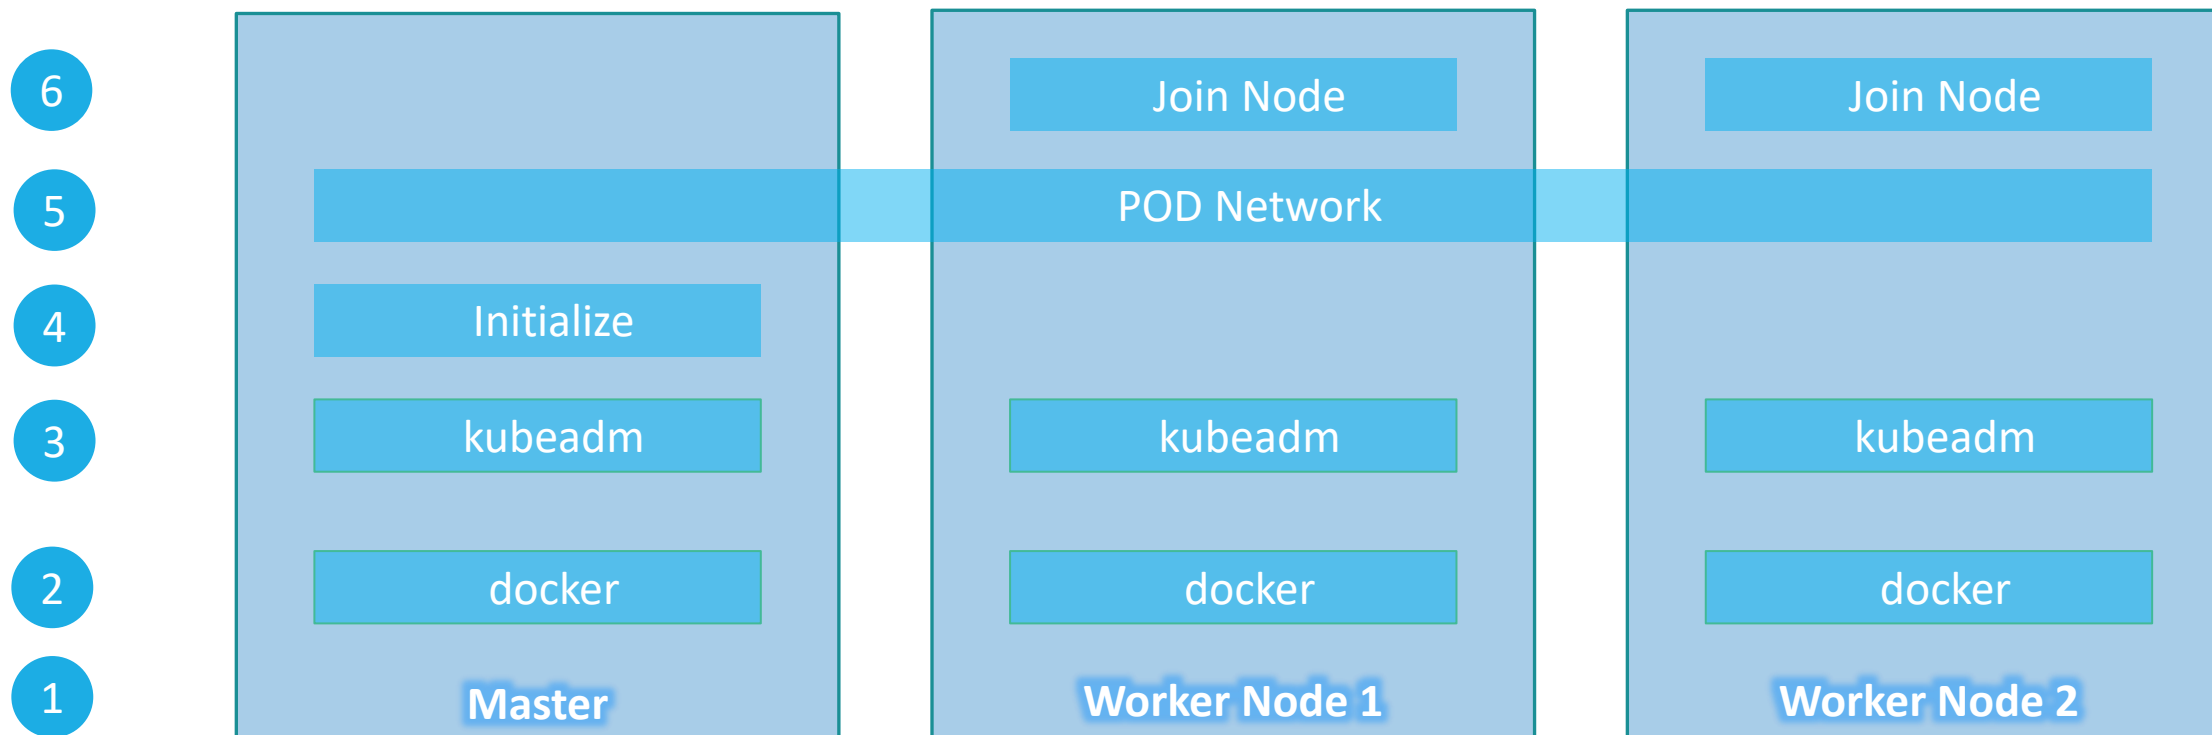 6
Join Node
Join Node
5
POD Network
4
Initialize
3
kubeadm
kubeadm
kubeadm
2
docker
docker
docker
1
Master
Worker Node 1
Worker Node 2